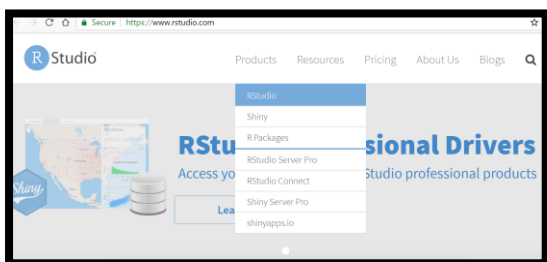 Secure https://www.rstudio.com
R Studio
Products Resources Pricing About Us Blogs
RStudio
Shiny
R Packages
RStudio Server Pro
RStudio Connect
Shiny Server Pro
shinyapps.io
RStu sional Drivers
Access yo Studio professional products
Lea
Shiny